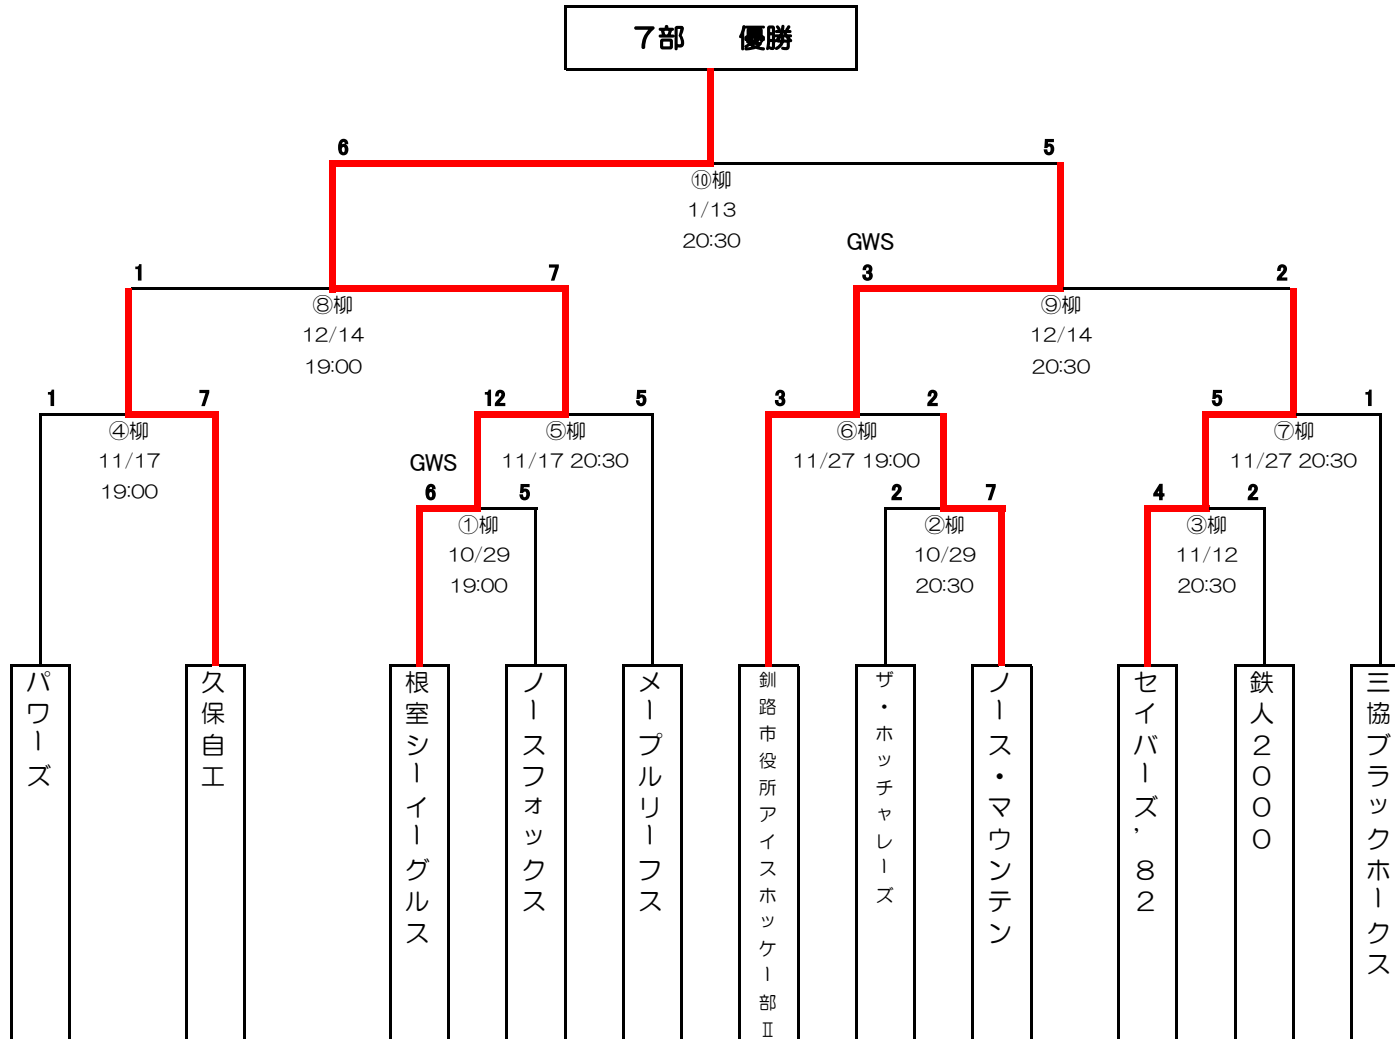 7部　優勝
6
5
⑩柳
1/13
20:30
GWS
1
7
3
2
⑧柳
12/14
19:00
⑨柳
12/14
20:30
1
7
12
5
3
2
5
1
④柳
11/17
19:00
⑤柳
11/17 20:30
⑥柳
11/27 19:00
⑦柳
11/27 20:30
GWS
6
5
2
7
4
2
①柳
10/29
19:00
②柳
10/29
20:30
③柳
11/12
20:30
パワーズ
久保自工
根室シーイーグルス
ノースフォックス
メープルリーフス
釧路市役所アイスホッケー部Ⅱ
ザ・ホッチャレーズ
ノース・マウンテン
セイバーズ’82
鉄人2000
三協ブラックホークス